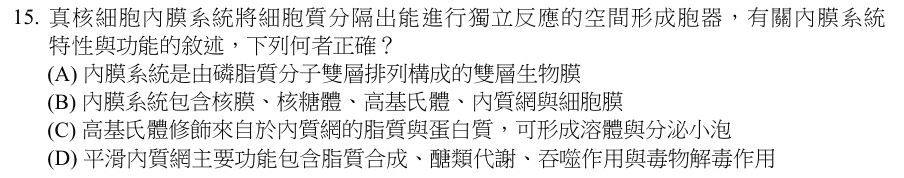 15. 真核細胞內膜系統將細胞質分隔出能進行獨立反應的空間形成胞器，有關內膜系統
特性與功能的敘述，下列何者正確？
(A) 內膜系統是由磷脂質分子雙層排列構成的雙層生物膜
(B) 內膜系統包含核膜、核糖體、高基氏體、內質網與細胞膜
(C) 高基氏體修飾來自於內質網的脂質與蛋白質，可形成溶體與分泌小泡
(D) 平滑內質網主要功能包含脂質合成、醣類代謝、吞噬作用與毒物解毒作用